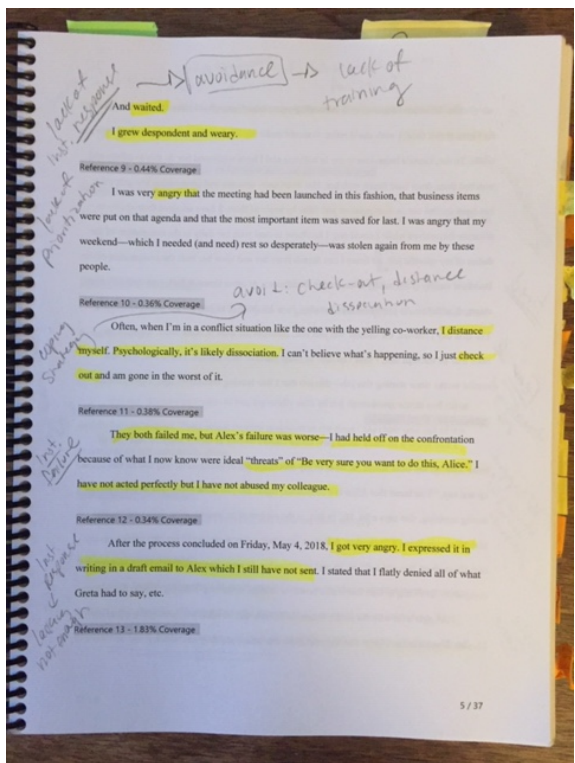 lack of
inst. response
→ avoidance → lack of
training
And waited.
I grew despondent and weary.
Reference 9 - 0.44% Coverage
lack of
prioritization
I was very angry that the meeting had been launched in this fashion, that business items
were put on that agenda and that the most important item was saved for last. I was angry that my
weekend—which I needed (and need) rest so desperately—was stolen again from me by these
people.
avoid: check-out, distance
dissociation
Reference 10 - 0.36% Coverage
coping
strategy
Often, when I'm in a conflict situation like the one with the yelling co-worker, I distance
myself. Psychologically, it's likely dissociation. I can't believe what's happening, so I just check
out and am gone in the worst of it.
Reference 11 - 0.38% Coverage
inst.
failure
They both failed me, but Alex's failure was worse—I had held off on the confrontation
because of what I now know were ideal "threats" of "Be very sure you want to do this, Alice." I
have not acted perfectly but I have not abused my colleague.
Reference 12 - 0.34% Coverage
inst
response
After the process concluded on Friday, May 4, 2018, I got very angry. I expressed it in
writing in a draft email to Alex which I still have not sent. I stated that I flatly denied all of what
Greta had to say, etc.
not enough
Reference 13 - 1.83% Coverage
5 / 37